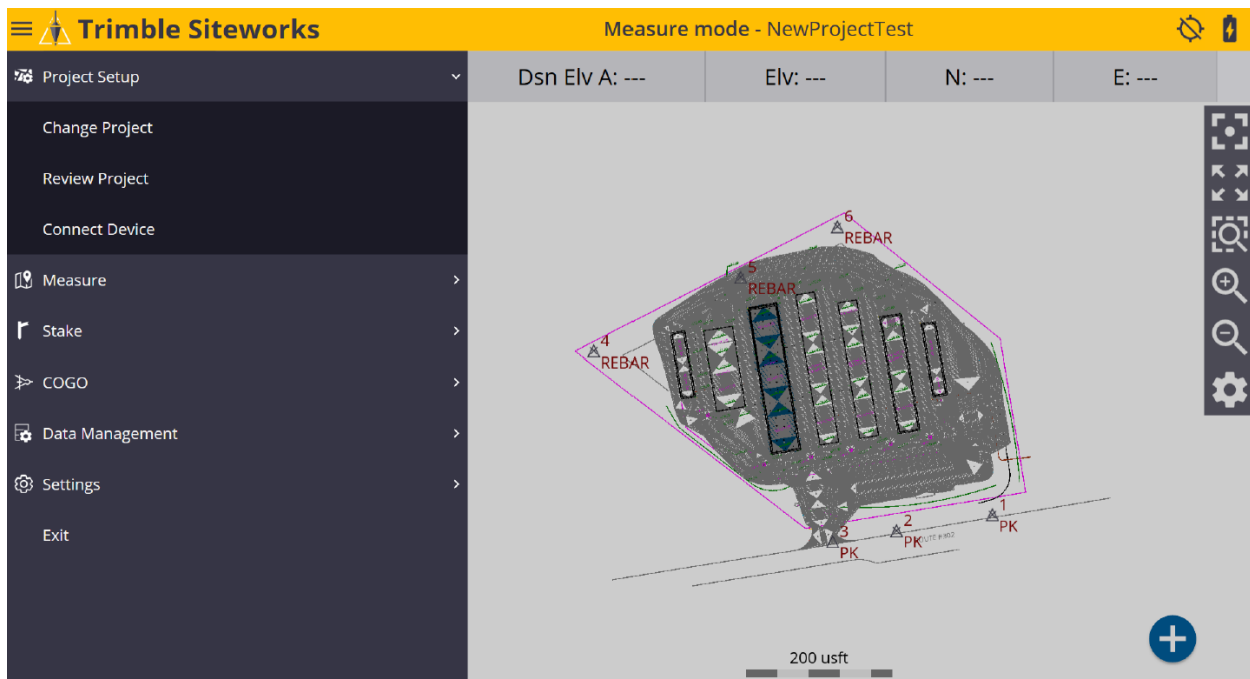 Trimble Siteworks
Measure mode - NewProjectTest
Project Setup
Dsn Elv A: ---
Elv: ---
N: ---
E: ---
Change Project
Review Project
Connect Device
Measure
Stake
COGO
Data Management
Settings
Exit
6
REBAR
5
REBAR
4
REBAR
1
PK
2
PK
3
PK
200 usft